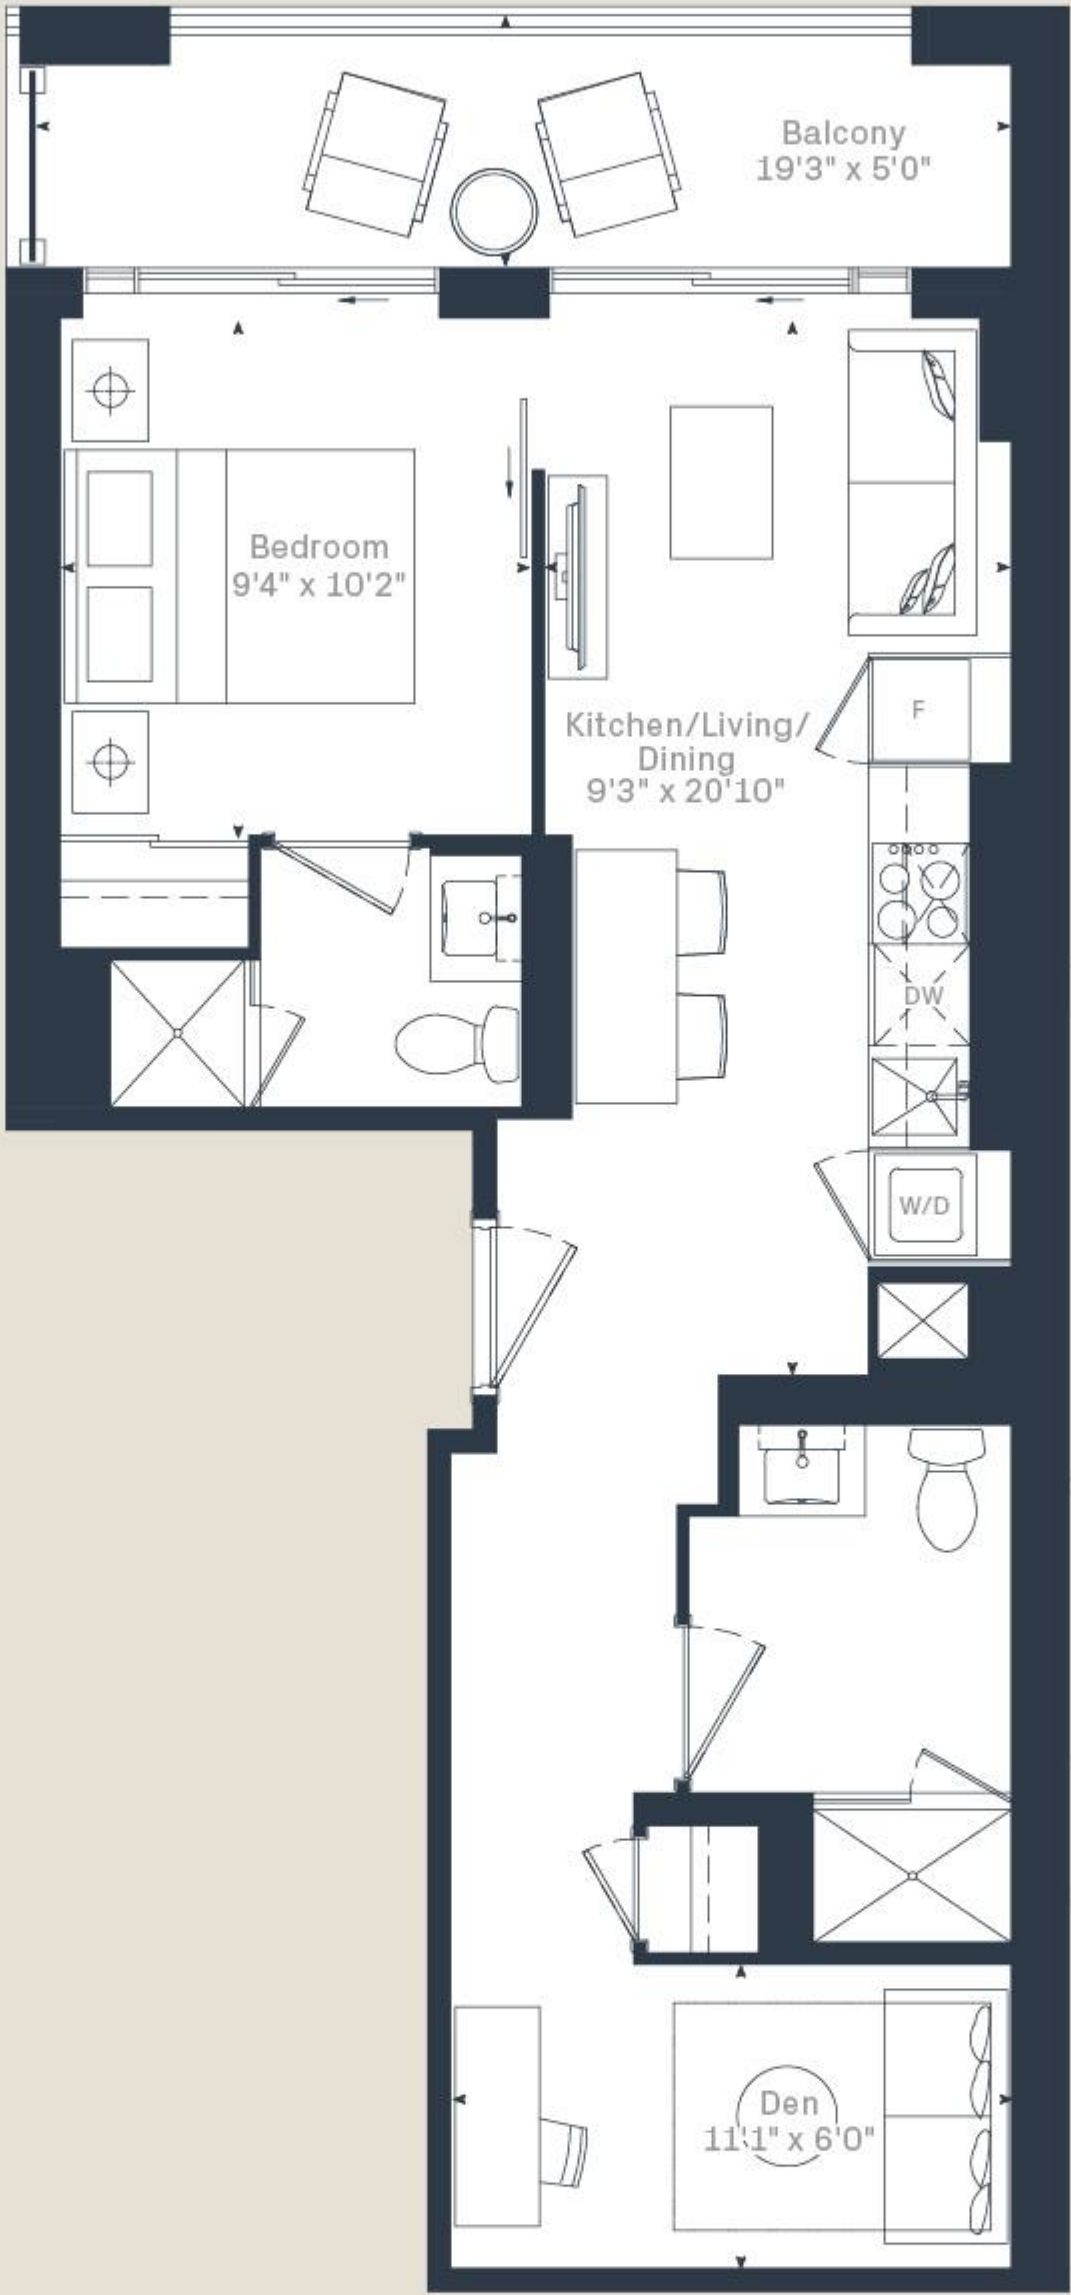 Balcony
19'3" x 5'0"
Bedroom
9'4" x 10'2"
Kitchen/Living/
Dining
9'3" x 20'10"
F
DW
W/D
Den
11'1" x 6'0"